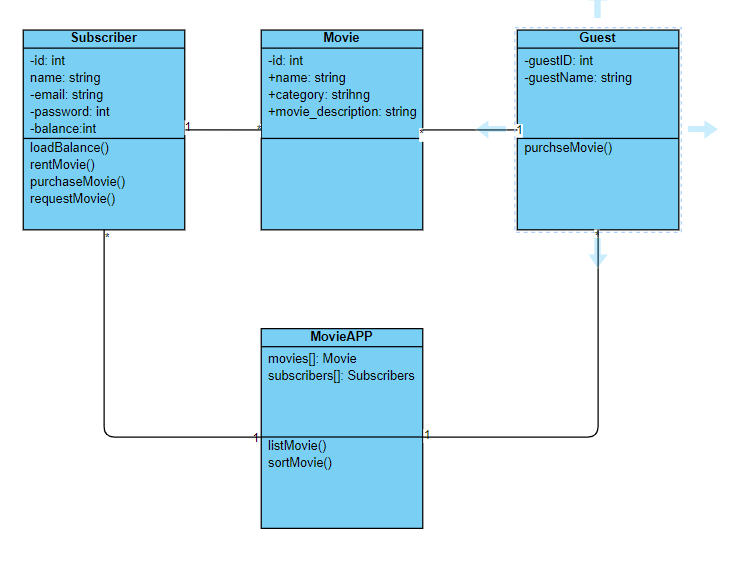 Subscriber
-id: int
name: string
-email: string
-password: int
-balance:int
loadBalance()
rentMovie()
purchaseMovie()
requestMovie()
1
*
Movie
-id: int
+name: string
+category: strihng
+movie_description: string
*
1
Guest
-guestID: int
-guestName: string
purchseMovie()
*
*
MovieAPP
movies[]: Movie
subscribers[]: Subscribers
1
1
listMovie()
sortMovie()